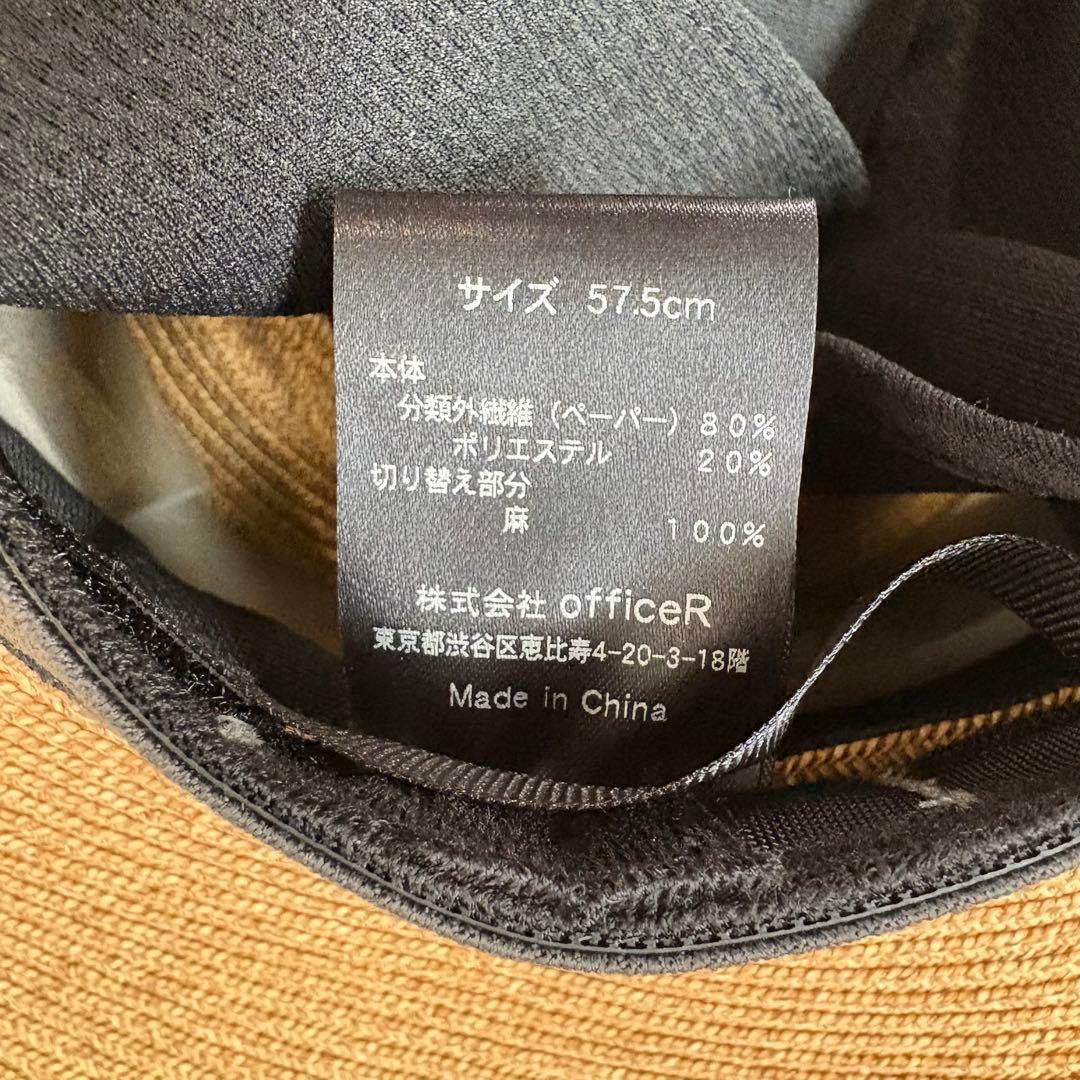 サイズ 57.5cm
本体
分類外繊維（ペーパー）80%
ポリエステル 20%
切り替え部分
麻 100%
株式会社 officeR
東京都渋谷区恵比寿4-20-3-18階
Made in China